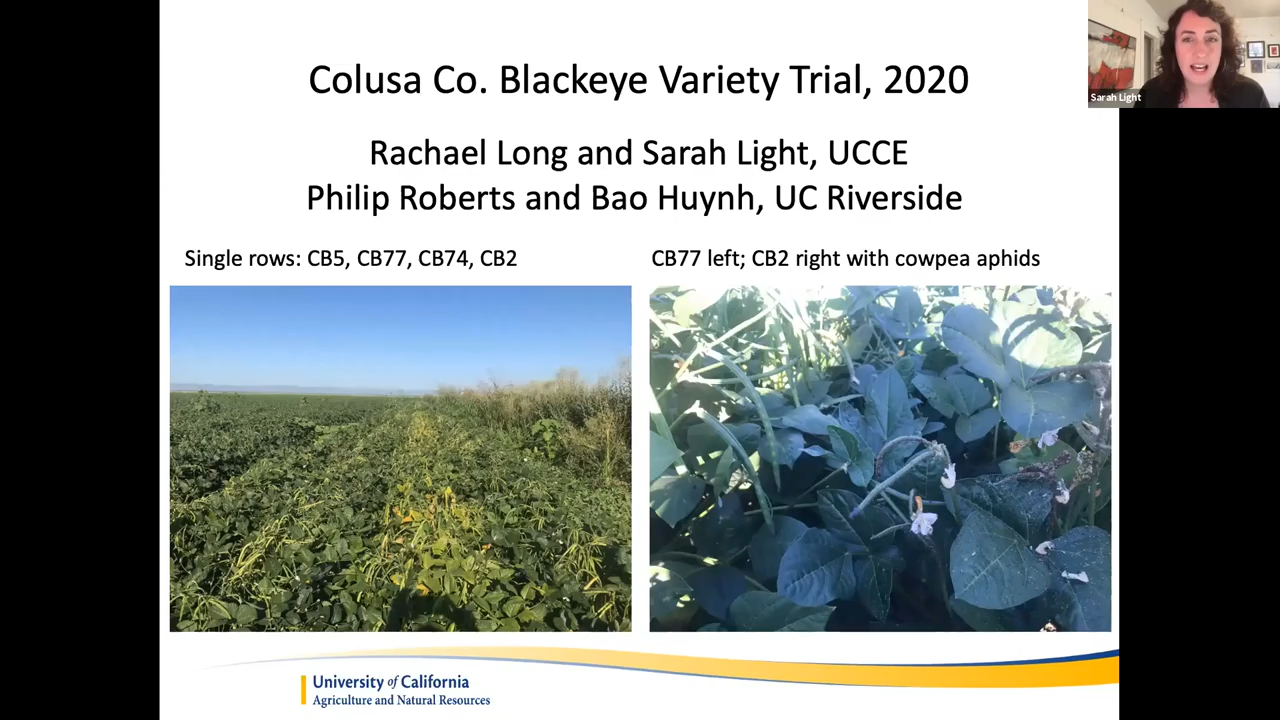 Colusa Co. Blackeye Variety Trial, 2020
Sarah Light
Rachael Long and Sarah Light, UCCE
Philip Roberts and Bao Huynh, UC Riverside
Single rows: CB5, CB77, CB74, CB2
CB77 left; CB2 right with cowpea aphids
University of California
Agriculture and Natural Resources